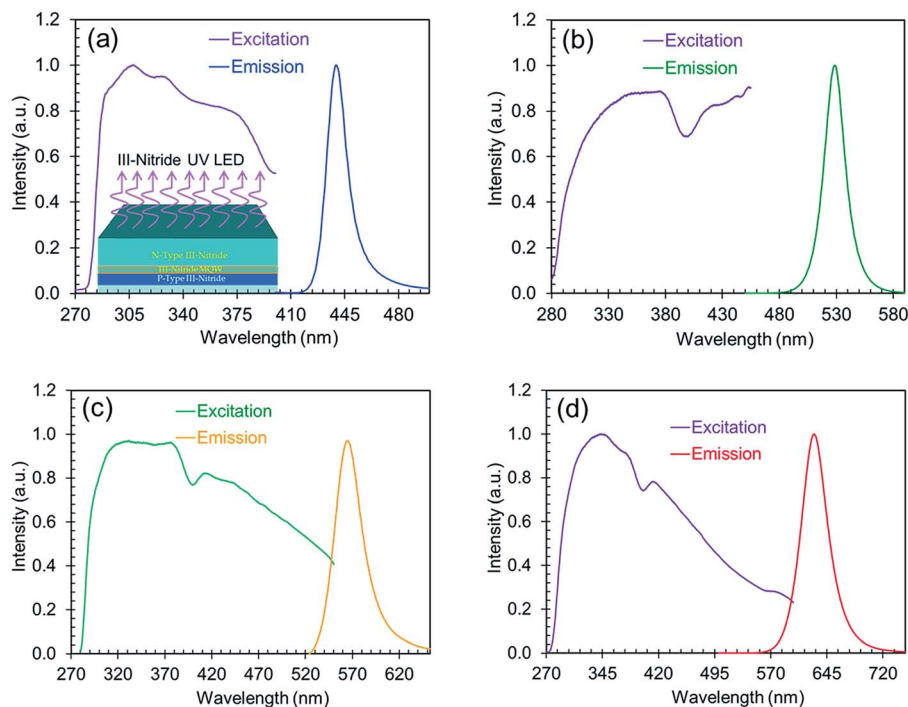 (a)
Excitation
Emission
III-Nitride UV LED
N-Type III-Nitride
III-Nitride MQW
P-Type III-Nitride
Intensity (a.u.)
1.2
1.0
0.8
0.6
0.4
0.2
0.0
270 305 340 375 410 445 480
Wavelength (nm)
(b)
Excitation
Emission
Intensity (a.u.)
1.2
1.0
0.8
0.6
0.4
0.2
0.0
280 330 380 430 480 530 580
Wavelength (nm)
(c)
Excitation
Emission
Intensity (a.u.)
1.2
1.0
0.8
0.6
0.4
0.2
0.0
270 320 370 420 470 520 570 620
Wavelength (nm)
(d)
Excitation
Emission
Intensity (a.u.)
1.2
1.0
0.8
0.6
0.4
0.2
0.0
270 345 420 495 570 645 720
Wavelength (nm)